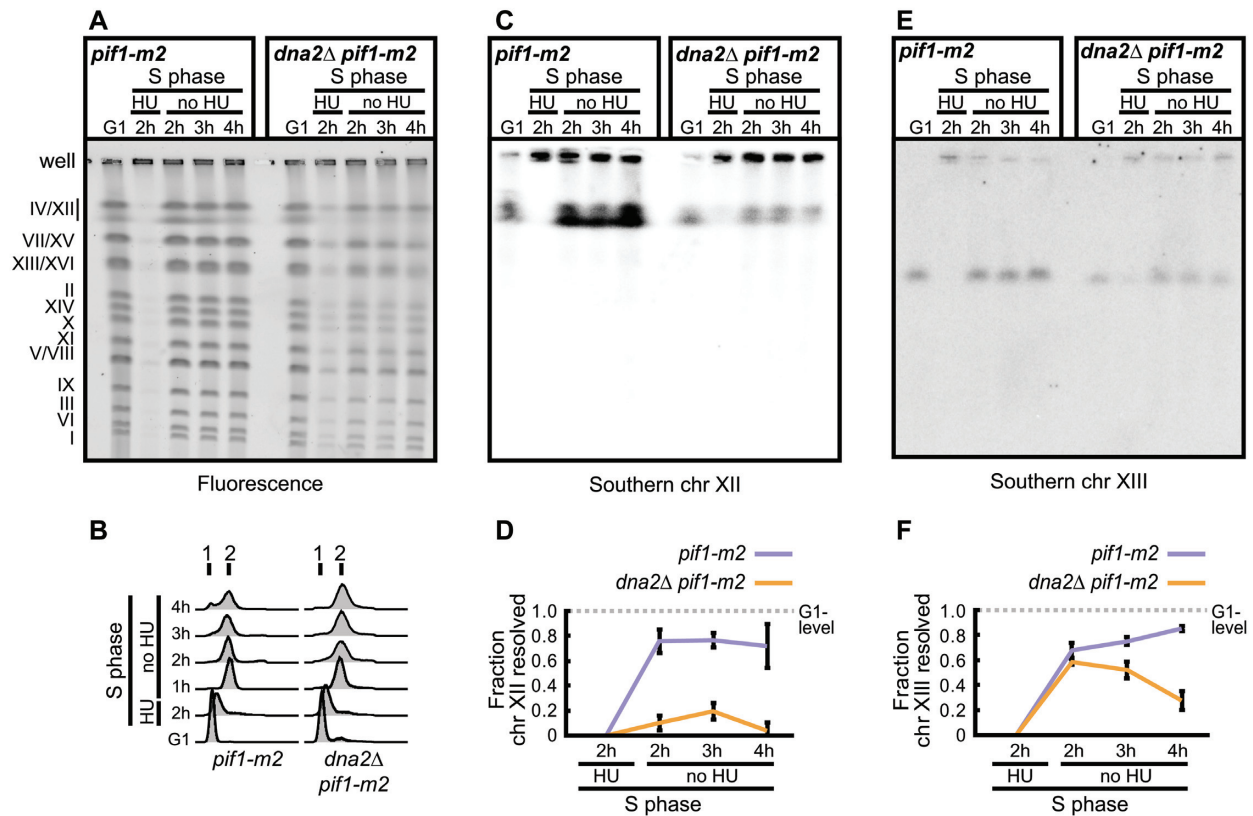 A
pif1-m2
dna2Δ pif1-m2
S phase
S phase
HU
no HU
HU
no HU
G1 2h 2h 3h 4h
G1 2h 2h 3h 4h
well
IV/XII
VII/XV
XIII/XVI
II
XIV
X
XI
V/VIII
IX
III
VI
I
Fluorescence
C
pif1-m2
dna2Δ pif1-m2
S phase
S phase
HU
no HU
HU
no HU
G1 2h 2h 3h 4h
G1 2h 2h 3h 4h
Southern chr XII
E
pif1-m2
dna2Δ pif1-m2
S phase
S phase
HU
no HU
HU
no HU
G1 2h 2h 3h 4h
G1 2h 2h 3h 4h
Southern chr XIII
B
1 2
1 2
S phase
no HU
HU
4h
3h
2h
1h
2h
G1
pif1-m2
dna2Δ
pif1-m2
D
pif1-m2
dna2Δ pif1-m2
Fraction
chr XII resolved
1.0
0.8
0.6
0.4
0.2
0
G1-
level
2h 2h 3h 4h
HU
no HU
S phase
F
pif1-m2
dna2Δ pif1-m2
Fraction
chr XIII resolved
1.0
0.8
0.6
0.4
0.2
0
G1-
level
2h 2h 3h 4h
HU
no HU
S phase